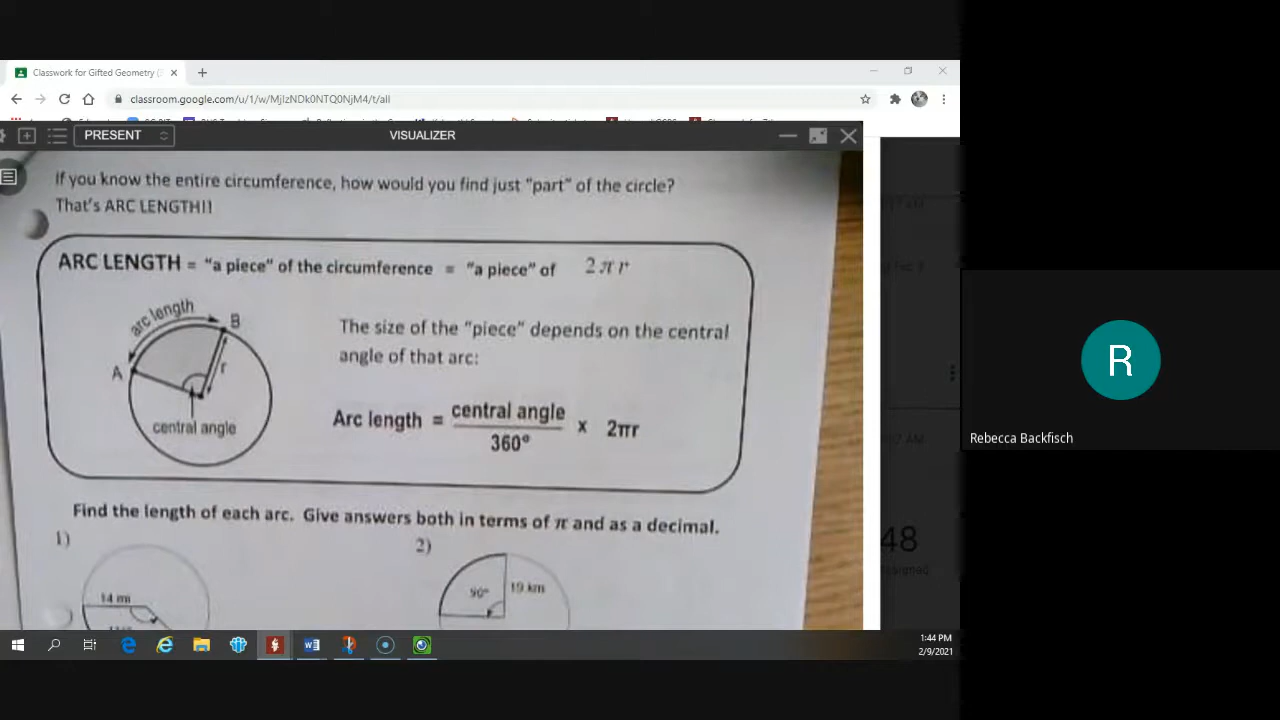 Classwork for Gifted Geometry (
classroom.google.com/u/1/w/MjIzNDk0NTQ0NjM4/t/all
PRESENT
VISUALIZER
If you know the entire circumference, how would you find just "part" of the circle?
That's ARC LENGTH!!
ARC LENGTH = "a piece" of the circumference = "a piece" of 2πr
arc length
B
A
r
central angle
The size of the "piece" depends on the central
angle of that arc:
Arc length = central angle / 360° x 2πr
Find the length of each arc. Give answers both in terms of π and as a decimal.
1)
2)
14 mi
90°
19 km
48
R
Rebecca Backfisch
1:44 PM
2/9/2021